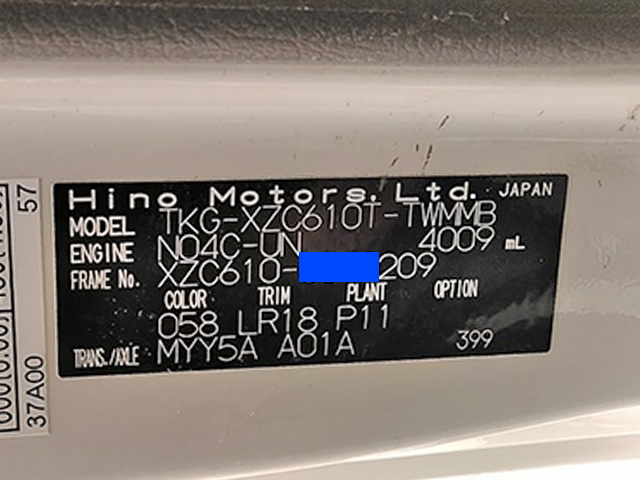 Hino Motors, Ltd. JAPAN
MODEL TKG-XZC610T-TWMMB
ENGINE N04C-UN 4009 mL
FRAME No. XZC610- 209
COLOR TRIM PLANT OPTION
058 LR18 P11
TRANS./AXLE MYY5A A01A 399
57
37A00